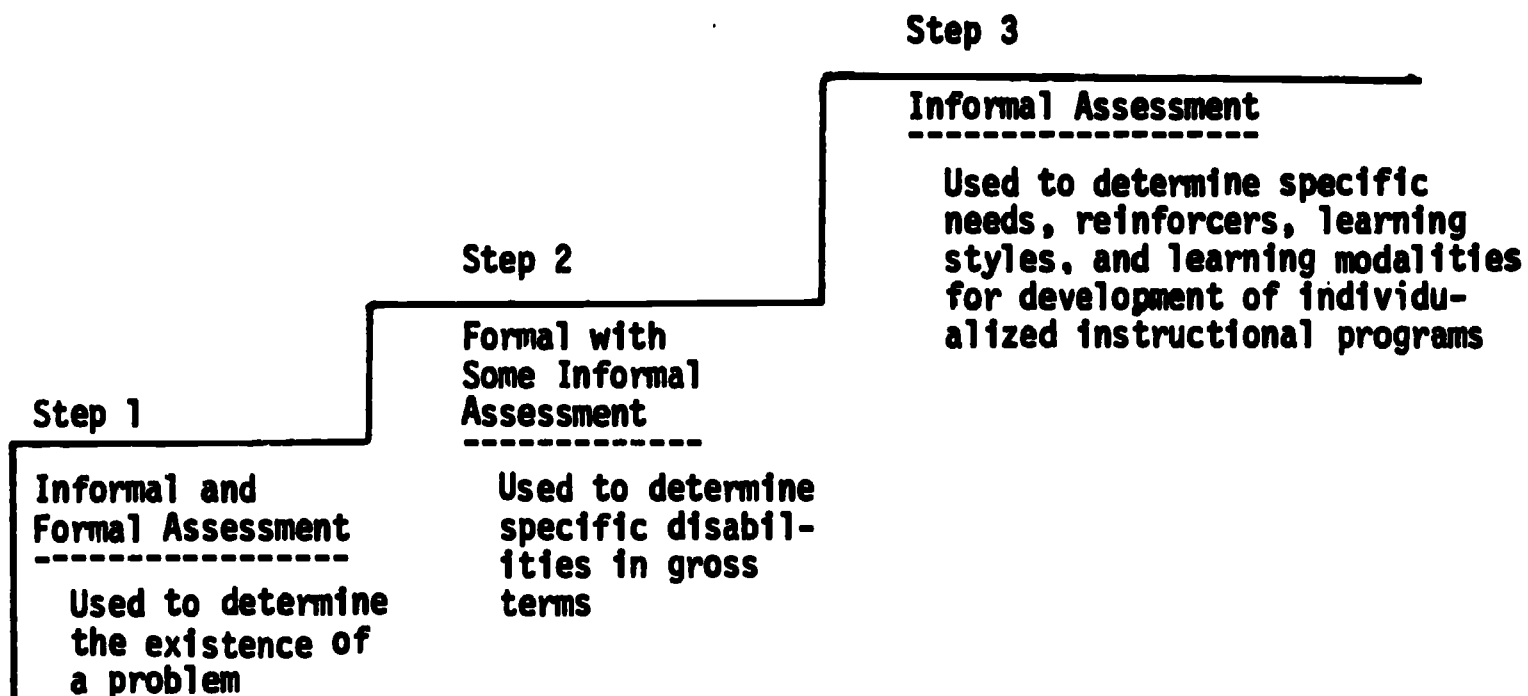 Step 1
Informal and
Formal Assessment
Used to determine
the existence of
a problem
Step 2
Formal with
Some Informal
Assessment
Used to determine
specific disabil-
ities in gross
terms
Step 3
Informal Assessment
Used to determine specific
needs, reinforcers, learning
styles, and learning modalities
for development of individu-
alized instructional programs